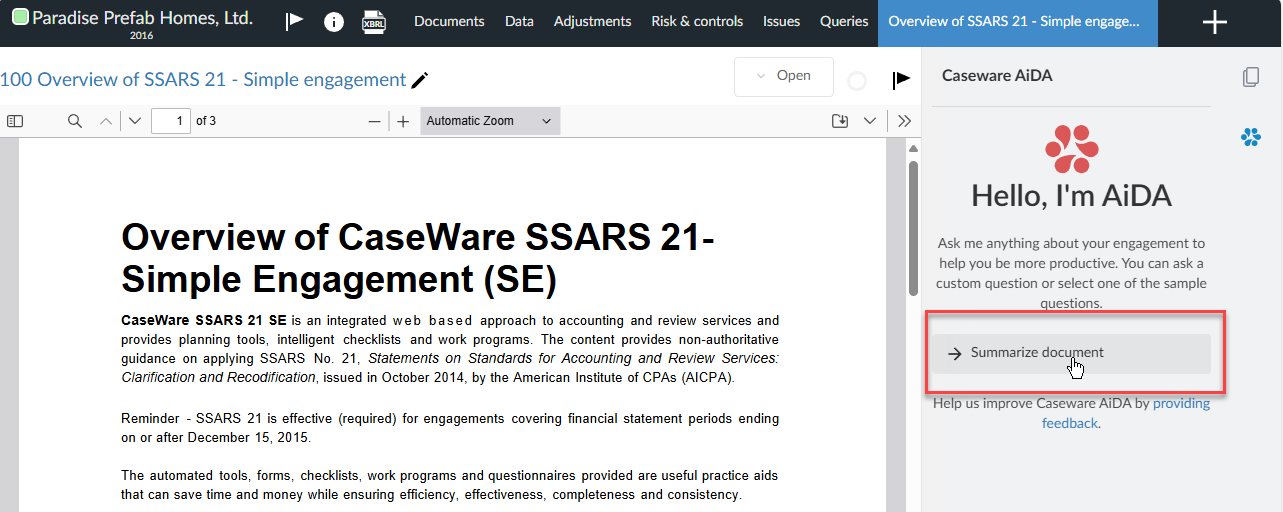 Paradise Prefab Homes, Ltd.
2016
XBRL
Documents
Data
Adjustments
Risk & controls
Issues
Queries
Overview of SSARS 21 - Simple engage...
100 Overview of SSARS 21 - Simple engagement
Open
1 of 3
Automatic Zoom
Overview of CaseWare SSARS 21-
Simple Engagement (SE)
CaseWare SSARS 21 SE is an integrated web based approach to accounting and review services and
provides planning tools, intelligent checklists and work programs. The content provides non-authoritative
guidance on applying SSARS No. 21, Statements on Standards for Accounting and Review Services:
Clarification and Recodification, issued in October 2014, by the American Institute of CPAs (AICPA).
Reminder - SSARS 21 is effective (required) for engagements covering financial statement periods ending
on or after December 15, 2015.
The automated tools, forms, checklists, work programs and questionnaires provided are useful practice aids
that can save time and money while ensuring efficiency, effectiveness, completeness and consistency.
Caseware AiDA
Hello, I'm AiDA
Ask me anything about your engagement to
help you be more productive. You can ask a
custom question or select one of the sample
questions.
Summarize document
Help us improve Caseware AiDA by providing
feedback.